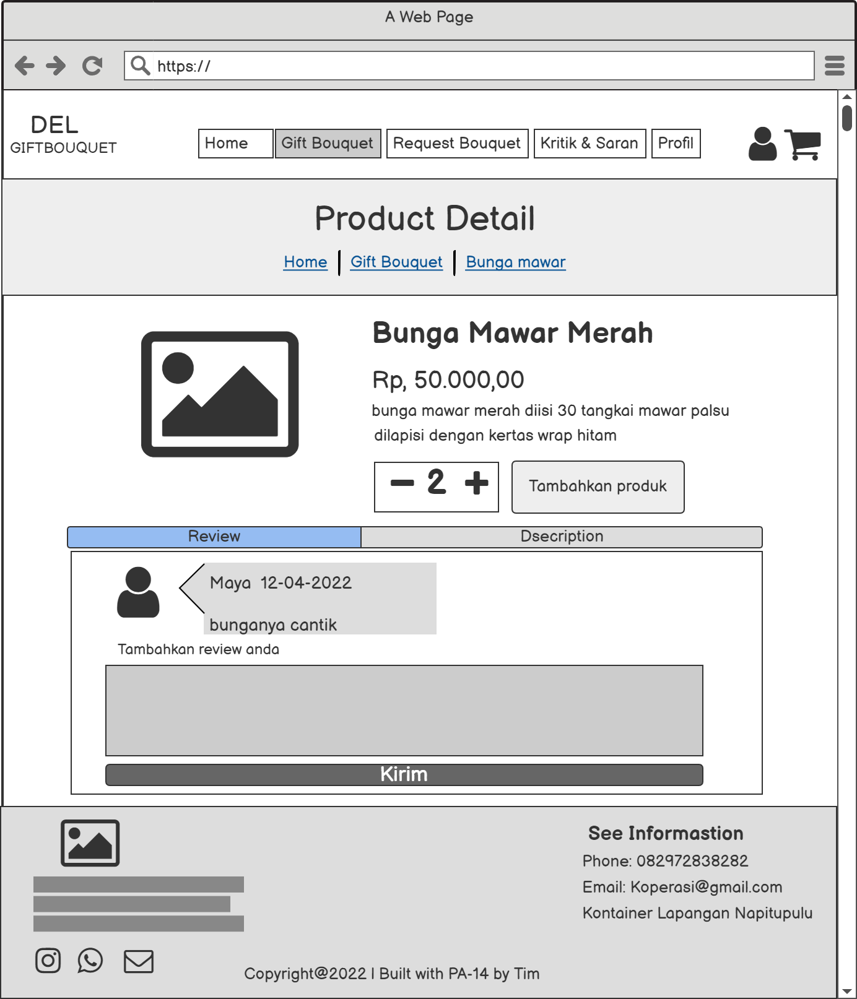 A Web Page
https://
DEL
GIFTBOUQUET
Home
Gift Bouquet
Request Bouquet
Kritik & Saran
Profil
Product Detail
Home
Gift Bouquet
Bunga mawar
Bunga Mawar Merah
Rp, 50.000,00
bunga mawar merah diisi 30 tangkai mawar palsu
dilapisi dengan kertas wrap hitam
2
Tambahkan produk
Review
Dsecription
Maya 12-04-2022
bunganya cantik
Tambahkan review anda
Kirim
See Informastion
Phone: 082972838282
Email: Koperasi@gmail.com
Kontainer Lapangan Napitupulu
Copyright@2022 | Built with PA-14 by Tim